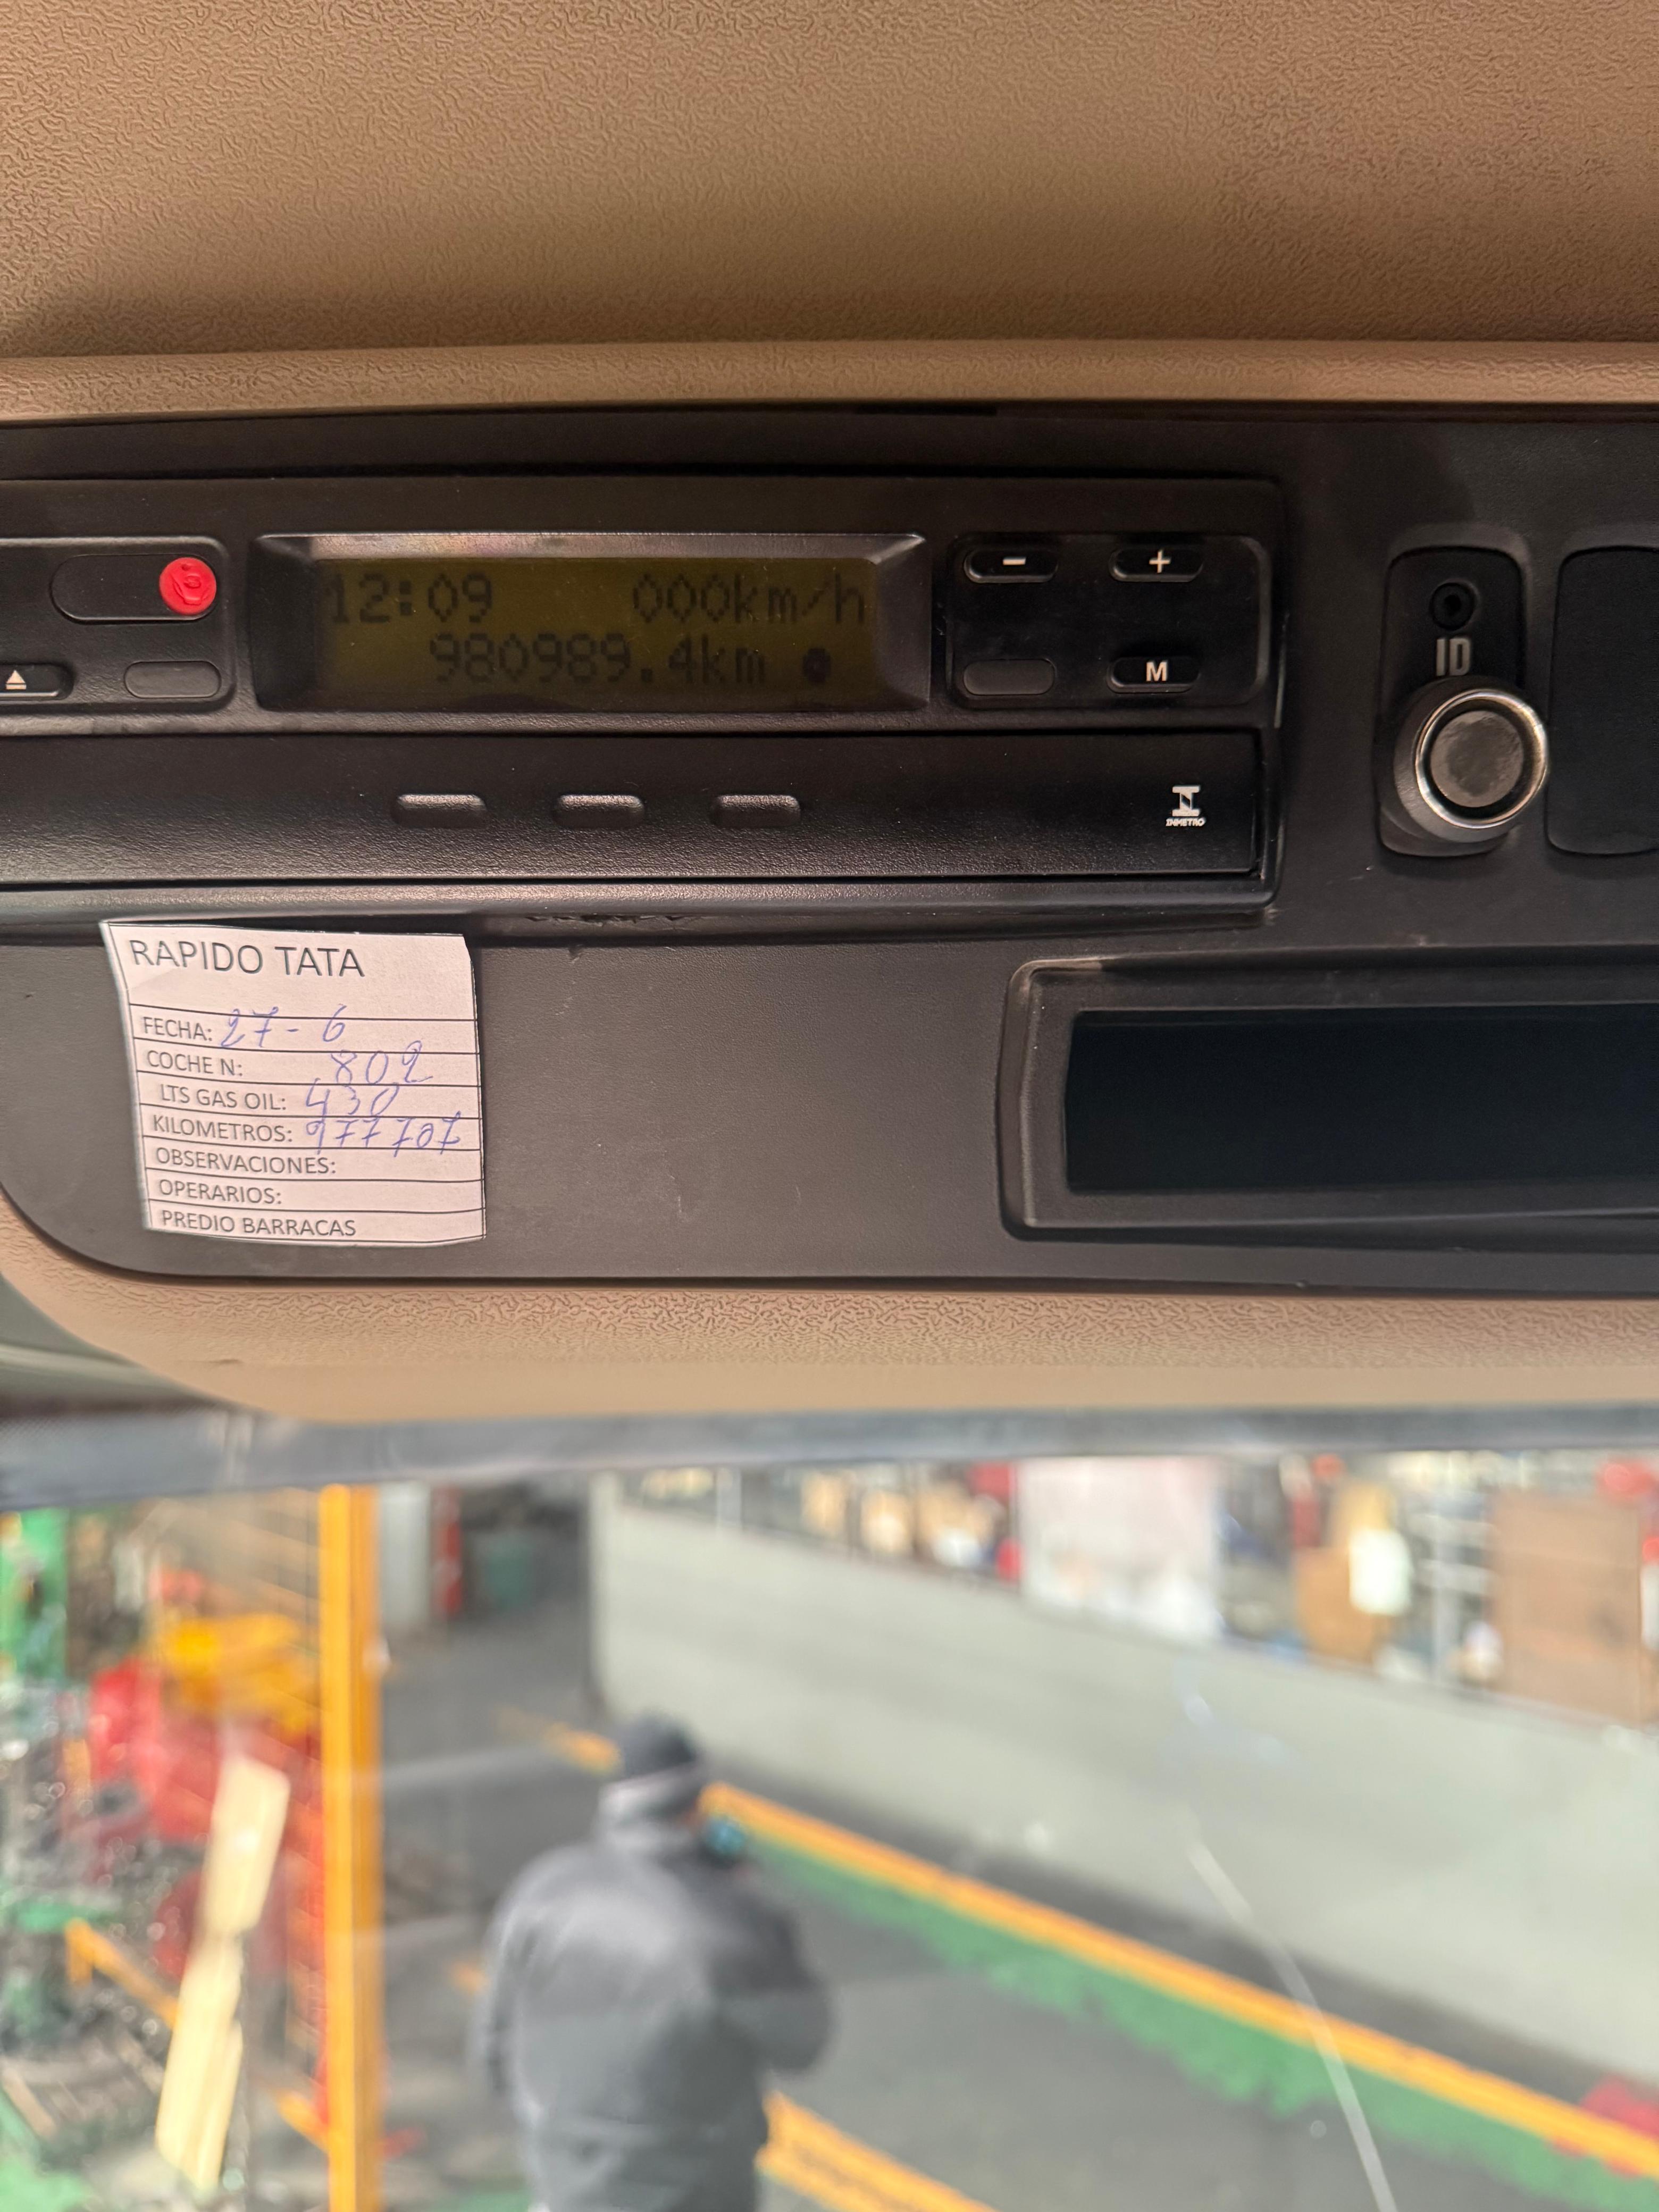 12:09 000km/h
980989.4km
- +
M
ID
INMETRO
RAPIDO TATA
FECHA: 27-6
COCHE N: 802
LTS GAS OIL: 430
KILOMETROS: 977707
OBSERVACIONES:
OPERARIOS:
PREDIO BARRACAS